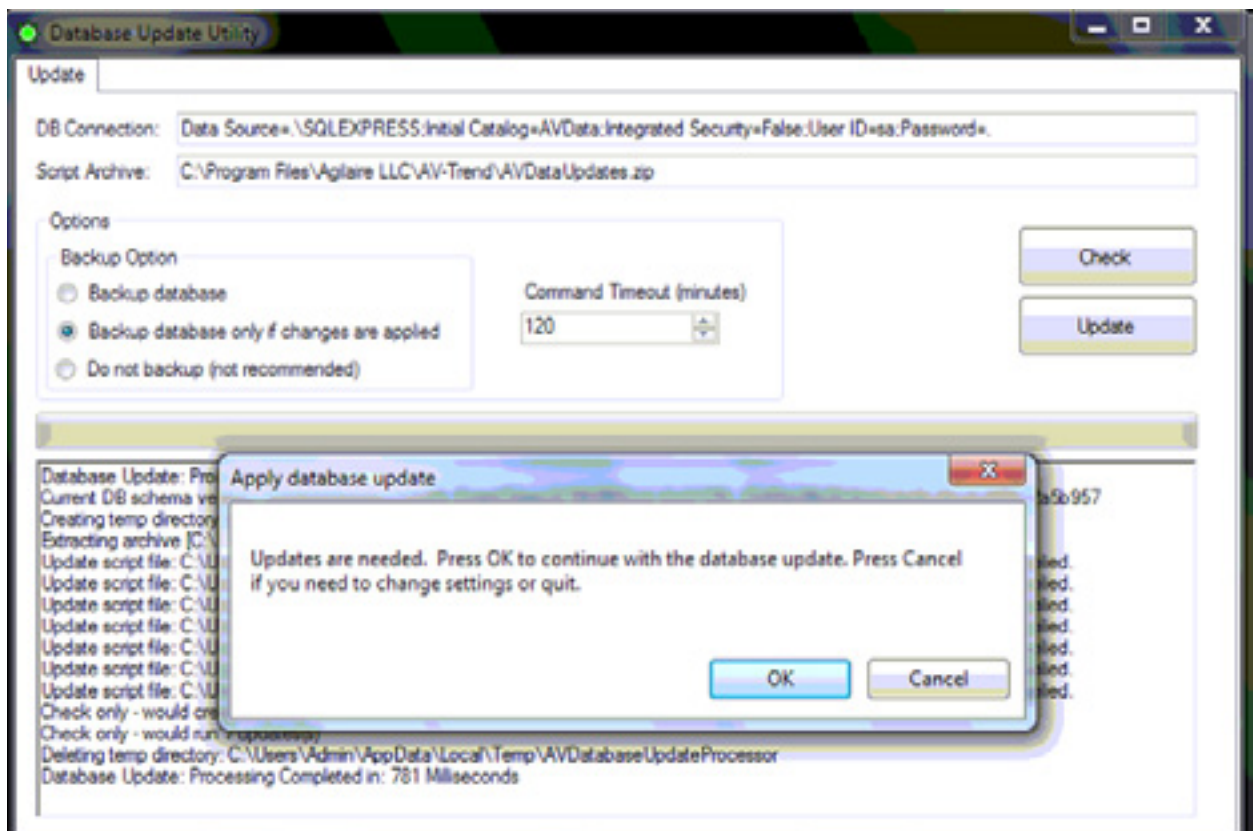 Database Update Utility
Update
DB Connection: Data Source=.\SQLEXPRESS;Initial Catalog=AVData;Integrated Security=False;User ID=sa;Password=.
Script Archive: C:\Program Files\Agilaire LLC\AV-Trend\AVDataUpdates.zip
Options
Backup Option
Backup database
Backup database only if changes are applied
Do not backup (not recommended)
Command Timeout (minutes)
120
Check
Update
Database Update: Pro
Current DB schema ve
Creating temp directory
Extracting archive [C:\
Update script file: C:\U
Update script file: C:\U
Update script file: C:\U
Update script file: C:\U
Update script file: C:\U
Update script file: C:\U
Update script file: C:\U
Check only - would cre
Check only - would run
Deleting temp directory: C:\Users\Admin\AppData\Local\Temp\AVDatabaseUpdateProcessor
Database Update: Processing Completed in: 781 Milliseconds
Apply database update
Updates are needed. Press OK to continue with the database update. Press Cancel
if you need to change settings or quit.
OK
Cancel